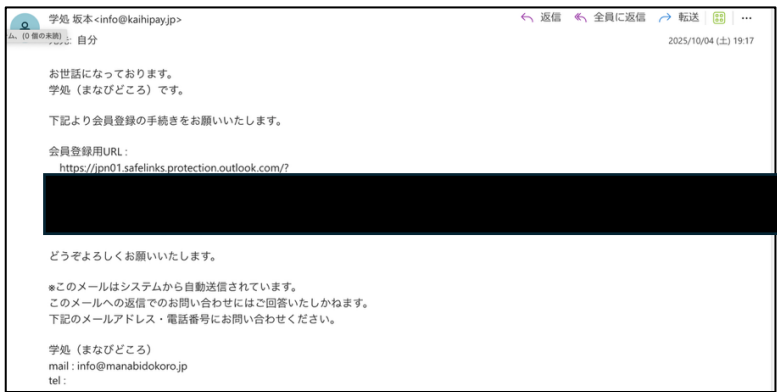 学処 坂本<info@kaihipay.jp>
返信 全員に返信 転送 ...
ム、(0 個の未読)
宛先: 自分
2025/10/04 (土) 19:17
お世話になっております。
学処（まなびどころ）です。
下記より会員登録の手続きをお願いいたします。
会員登録用URL :
https://jpn01.safelinks.protection.outlook.com/?
どうぞよろしくお願いいたします。
※このメールはシステムから自動送信されています。
このメールへの返信でのお問い合わせにはご回答いたしかねます。
下記のメールアドレス・電話番号にお問い合わせください。
学処（まなびどころ）
mail : info@manabidokoro.jp
tel :